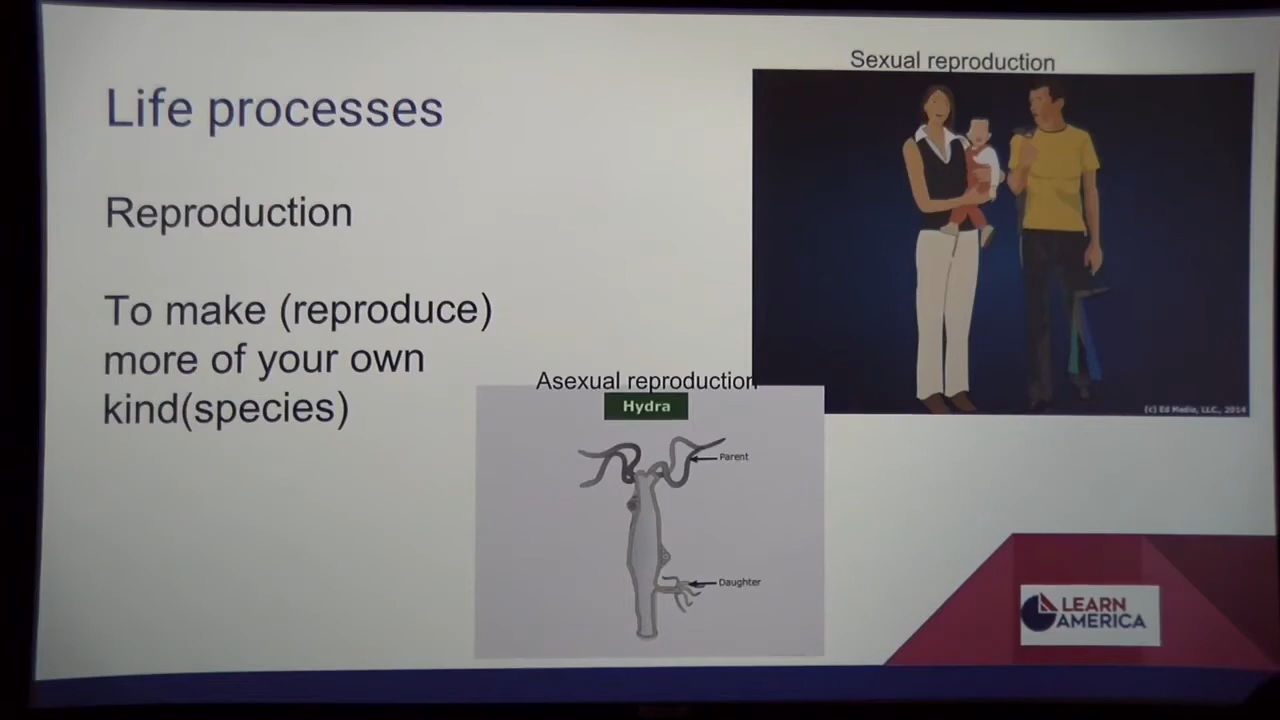 Life processes
Reproduction
To make (reproduce)
more of your own
kind(species)
Sexual reproduction
(c) Ed Media, LLC., 2014
Asexual reproduction
Hydra
Parent
Daughter
LEARN
AMERICA